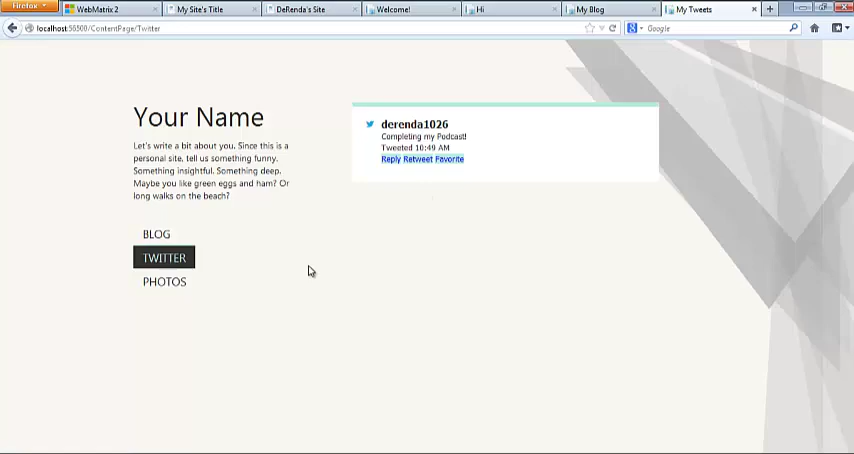 Firefox
WebMatrix 2
My Site's Title
DeRenda's Site
Welcome!
Hi
My Blog
My Tweets
localhost:56500/ContentPage/Twitter
Google
Your Name
Let's write a bit about you. Since this is a
personal site, tell us something funny.
Something insightful. Something deep.
Maybe you like green eggs and ham? Or
long walks on the beach?
BLOG
TWITTER
PHOTOS
derenda1026
Completing my Podcast!
Tweeted 10:49 AM
Reply Retweet Favorite